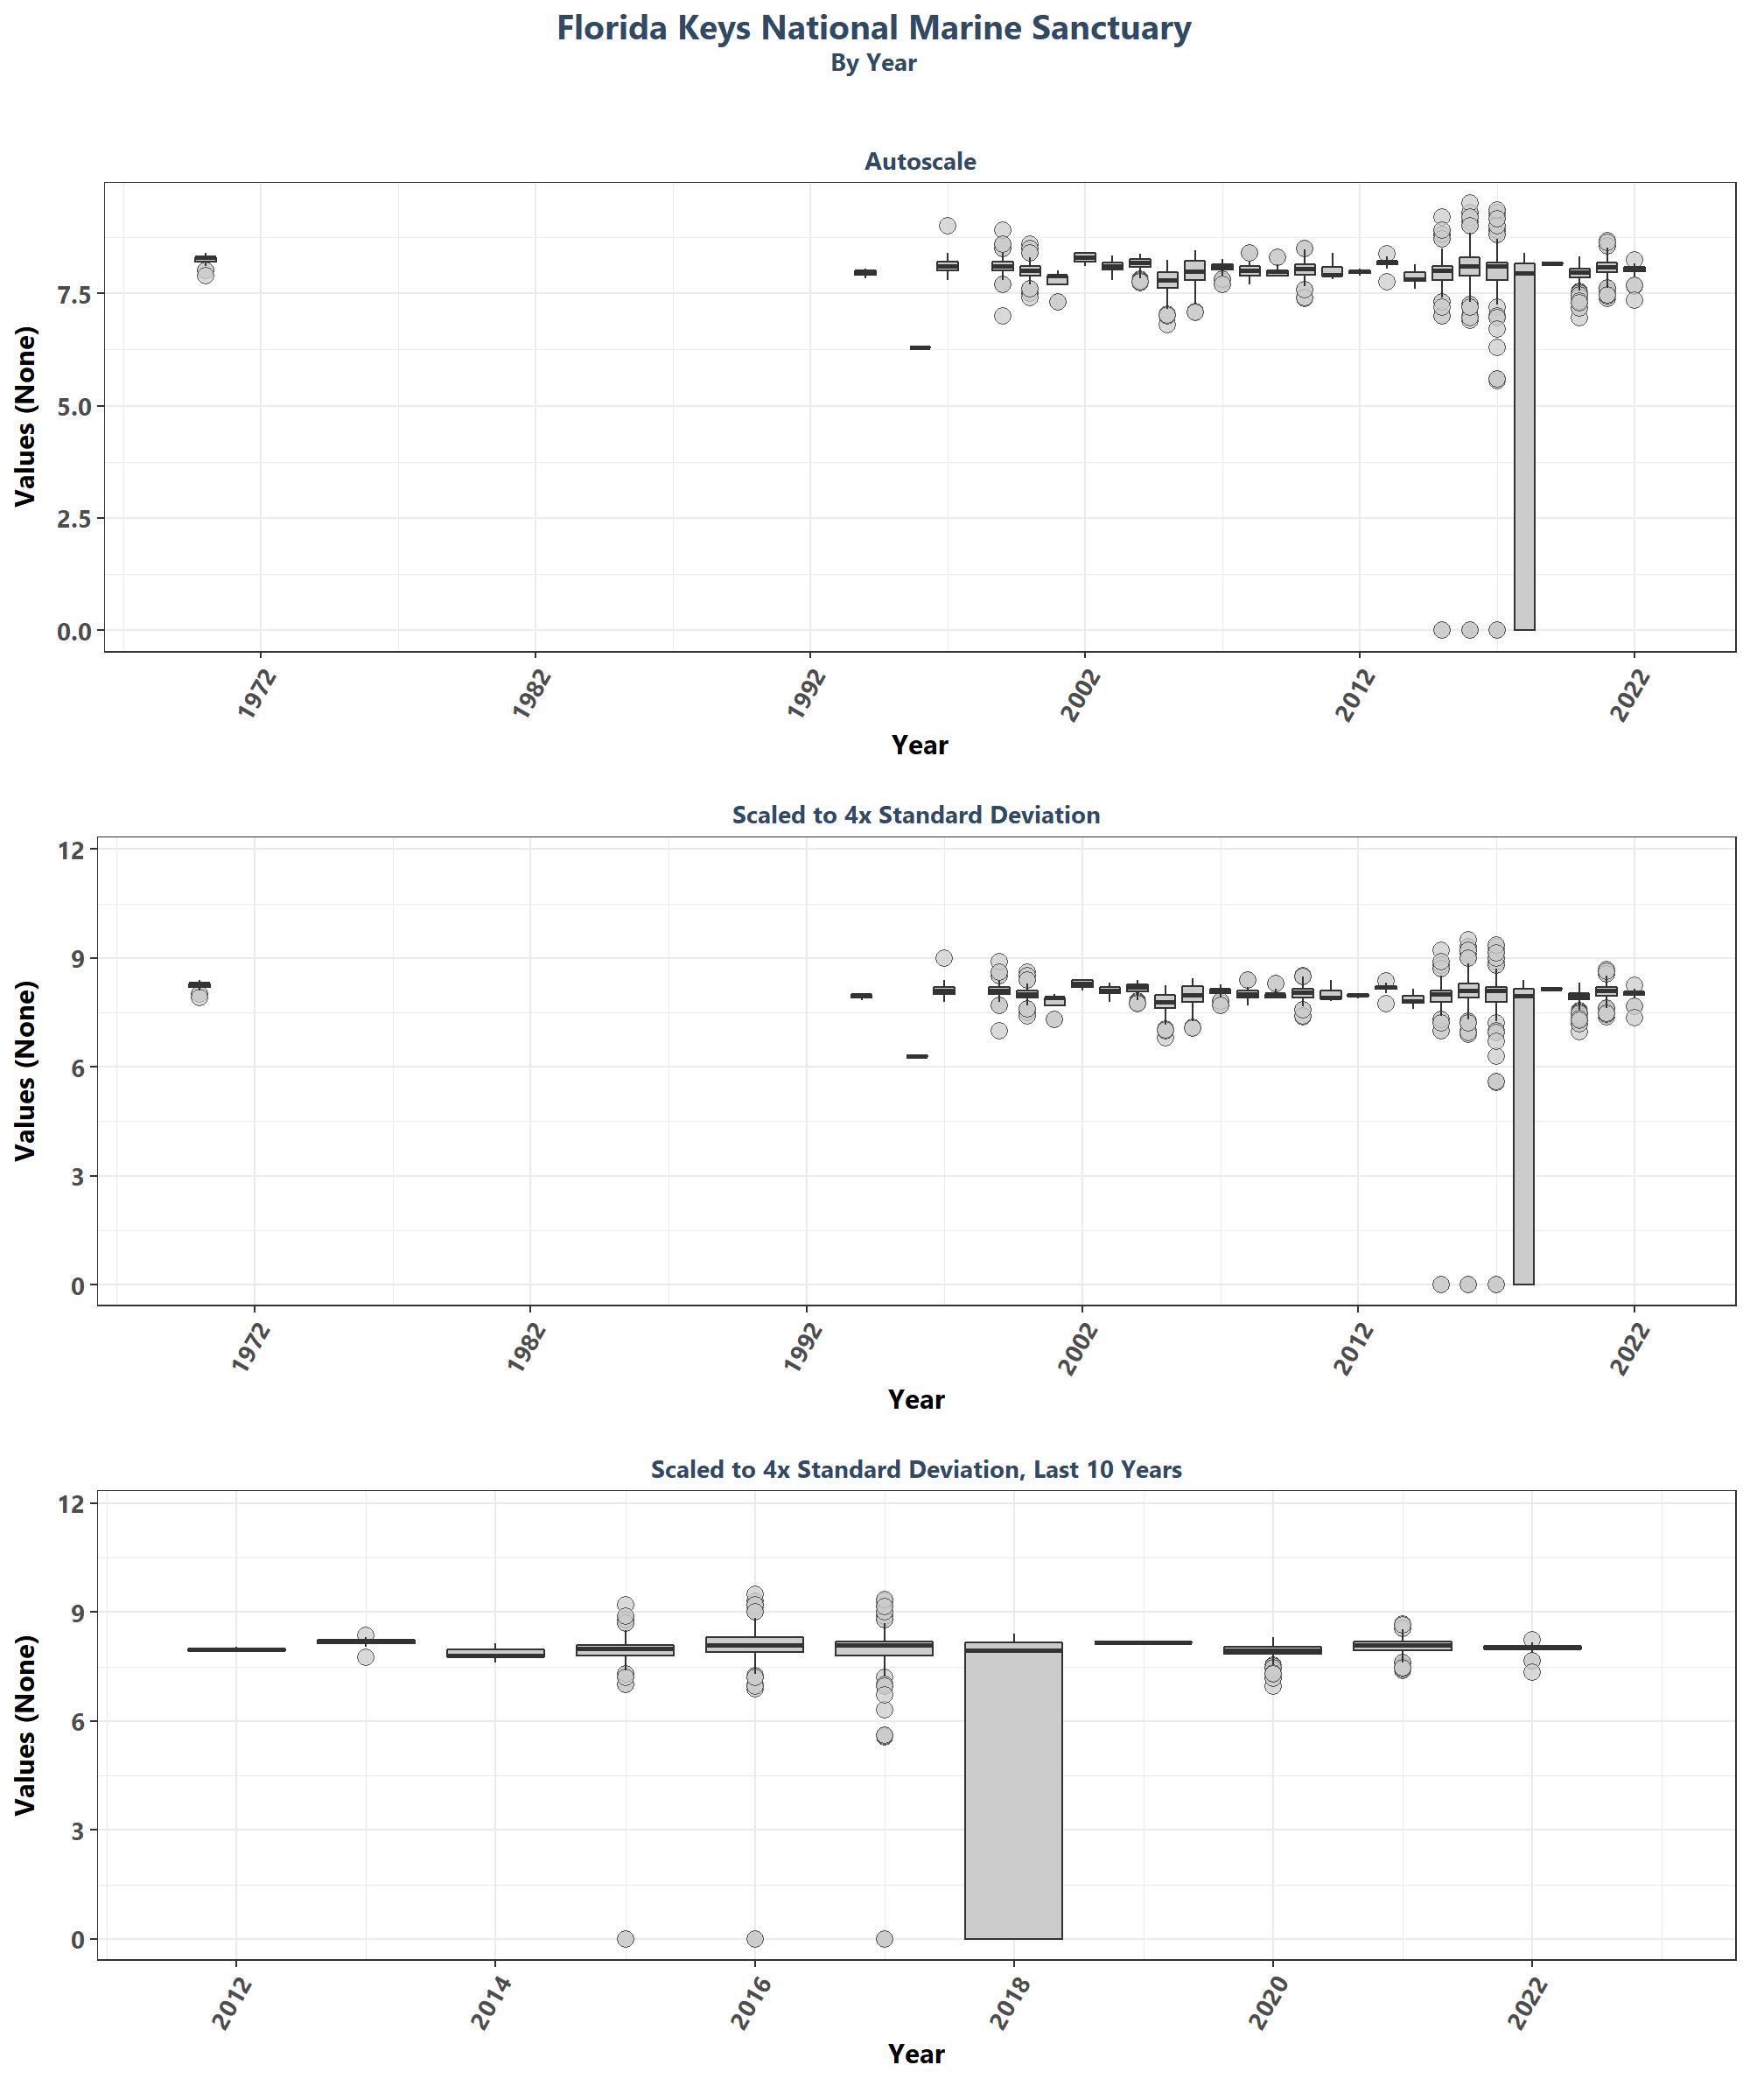 Florida Keys National Marine Sanctuary
By Year
Autoscale
Values (None)
7.5
5.0
2.5
0.0
1972 1982 1992 2002 2012 2022
Year
Scaled to 4x Standard Deviation
Values (None)
12
9
6
3
0
1972 1982 1992 2002 2012 2022
Year
Scaled to 4x Standard Deviation, Last 10 Years
Values (None)
12
9
6
3
0
2012 2014 2016 2018 2020 2022
Year